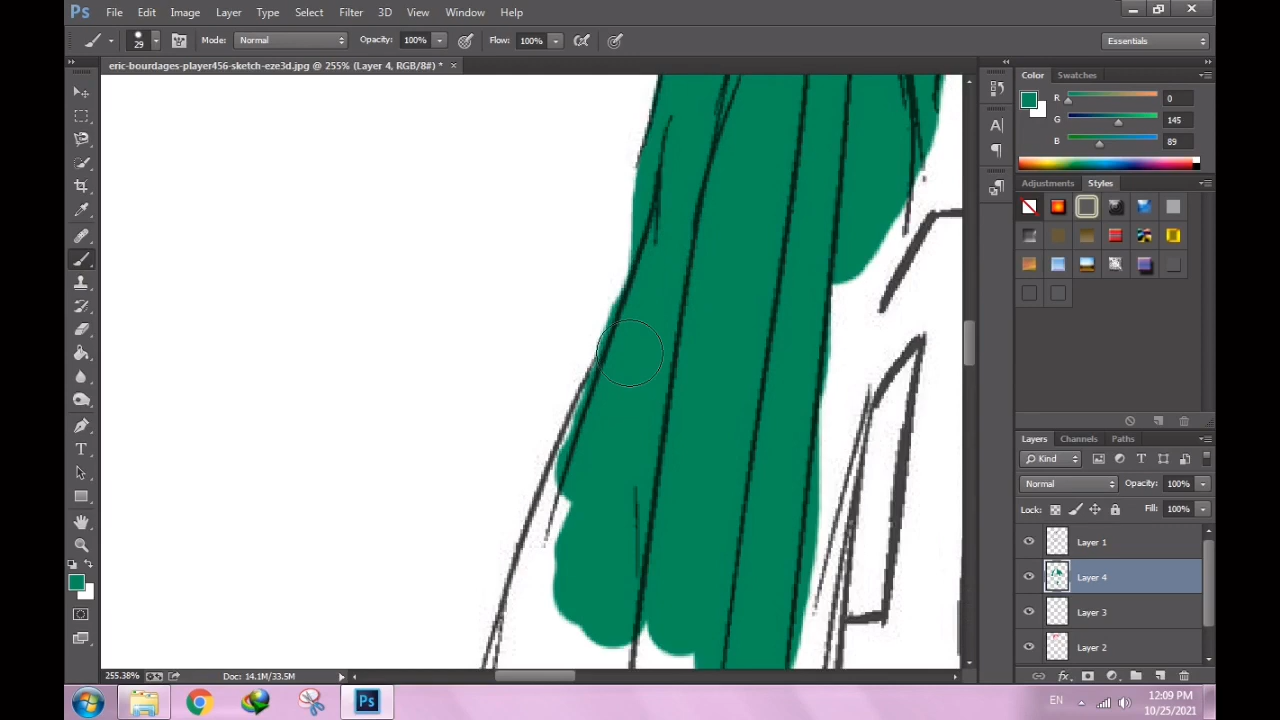 Ps File Edit Image Layer Type Select Filter 3D View Window Help
29 Mode: Normal Opacity: 100% Flow: 100% Essentials
eric-bourdages-player456-sketch-eze3d.jpg @ 255% (Layer 4, RGB/8#) * ×
Color Swatches
R 0
G 145
B 89
Adjustments Styles
Layers Channels Paths
Kind
Normal Opacity: 100%
Lock: Fill: 100%
Layer 1
Layer 4
Layer 3
Layer 2
255.38% Doc: 14.1M/33.5M
Ps EN 12:09 PM
10/25/2021